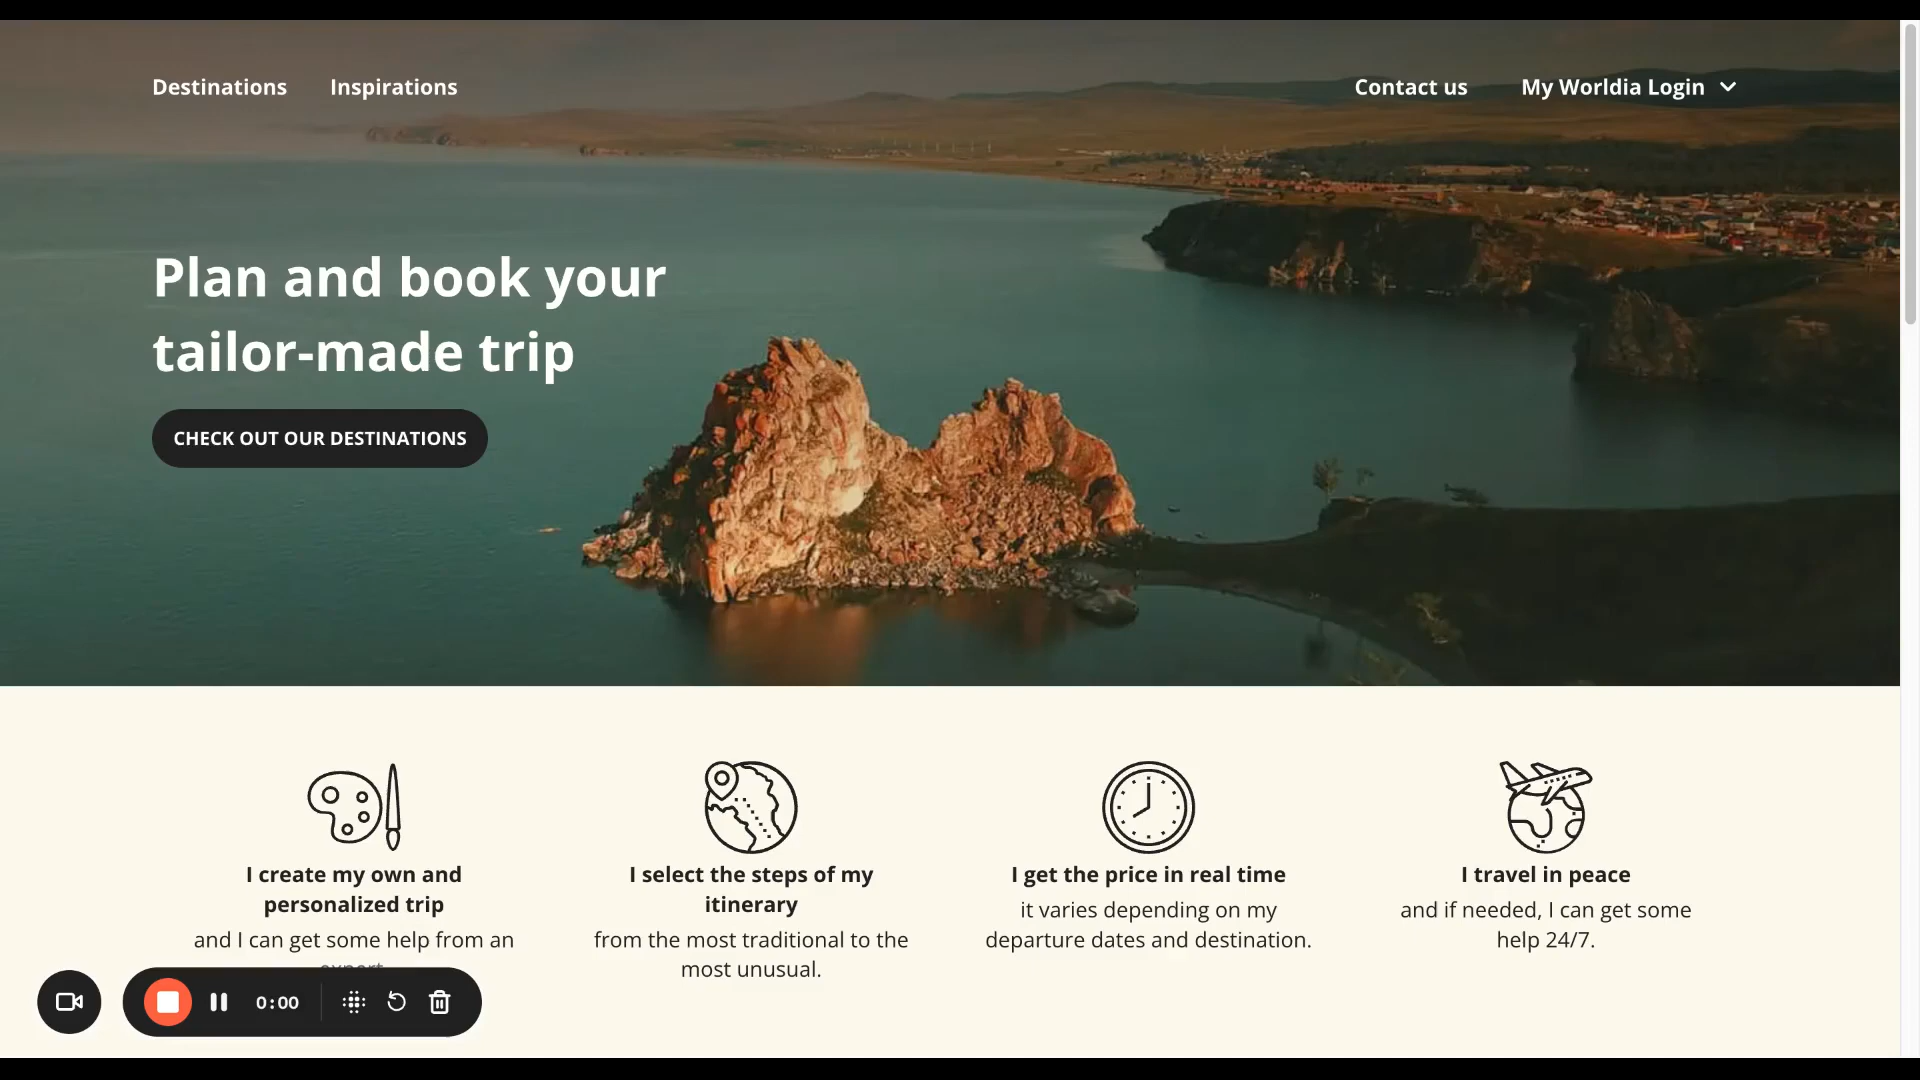 Destinations
Inspirations
Contact us
My Worldia Login
Plan and book your
tailor-made trip
CHECK OUT OUR DESTINATIONS
I create my own and
personalized trip
and I can get some help from an
I select the steps of my
itinerary
from the most traditional to the
most unusual.
I get the price in real time
it varies depending on my
departure dates and destination.
I travel in peace
and if needed, I can get some
help 24/7.
0:00